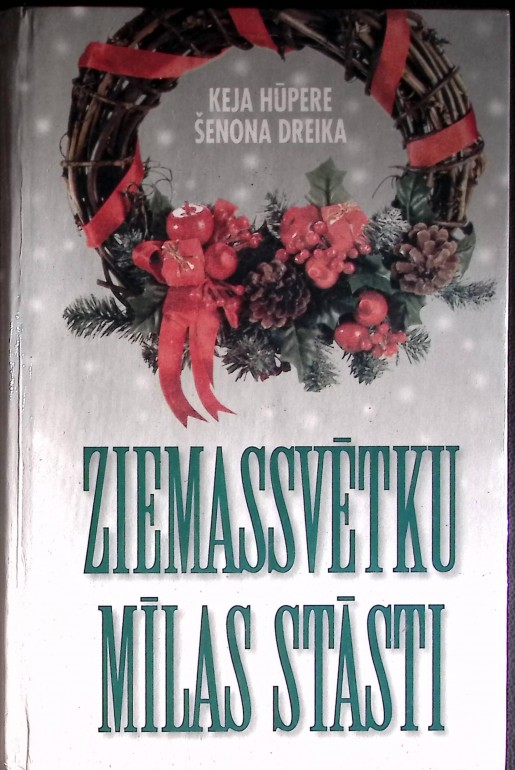 KEJA HŪPERE
ŠENONA DREIKA
ZIEMASSVĒTKU
MĪLAS STĀSTI